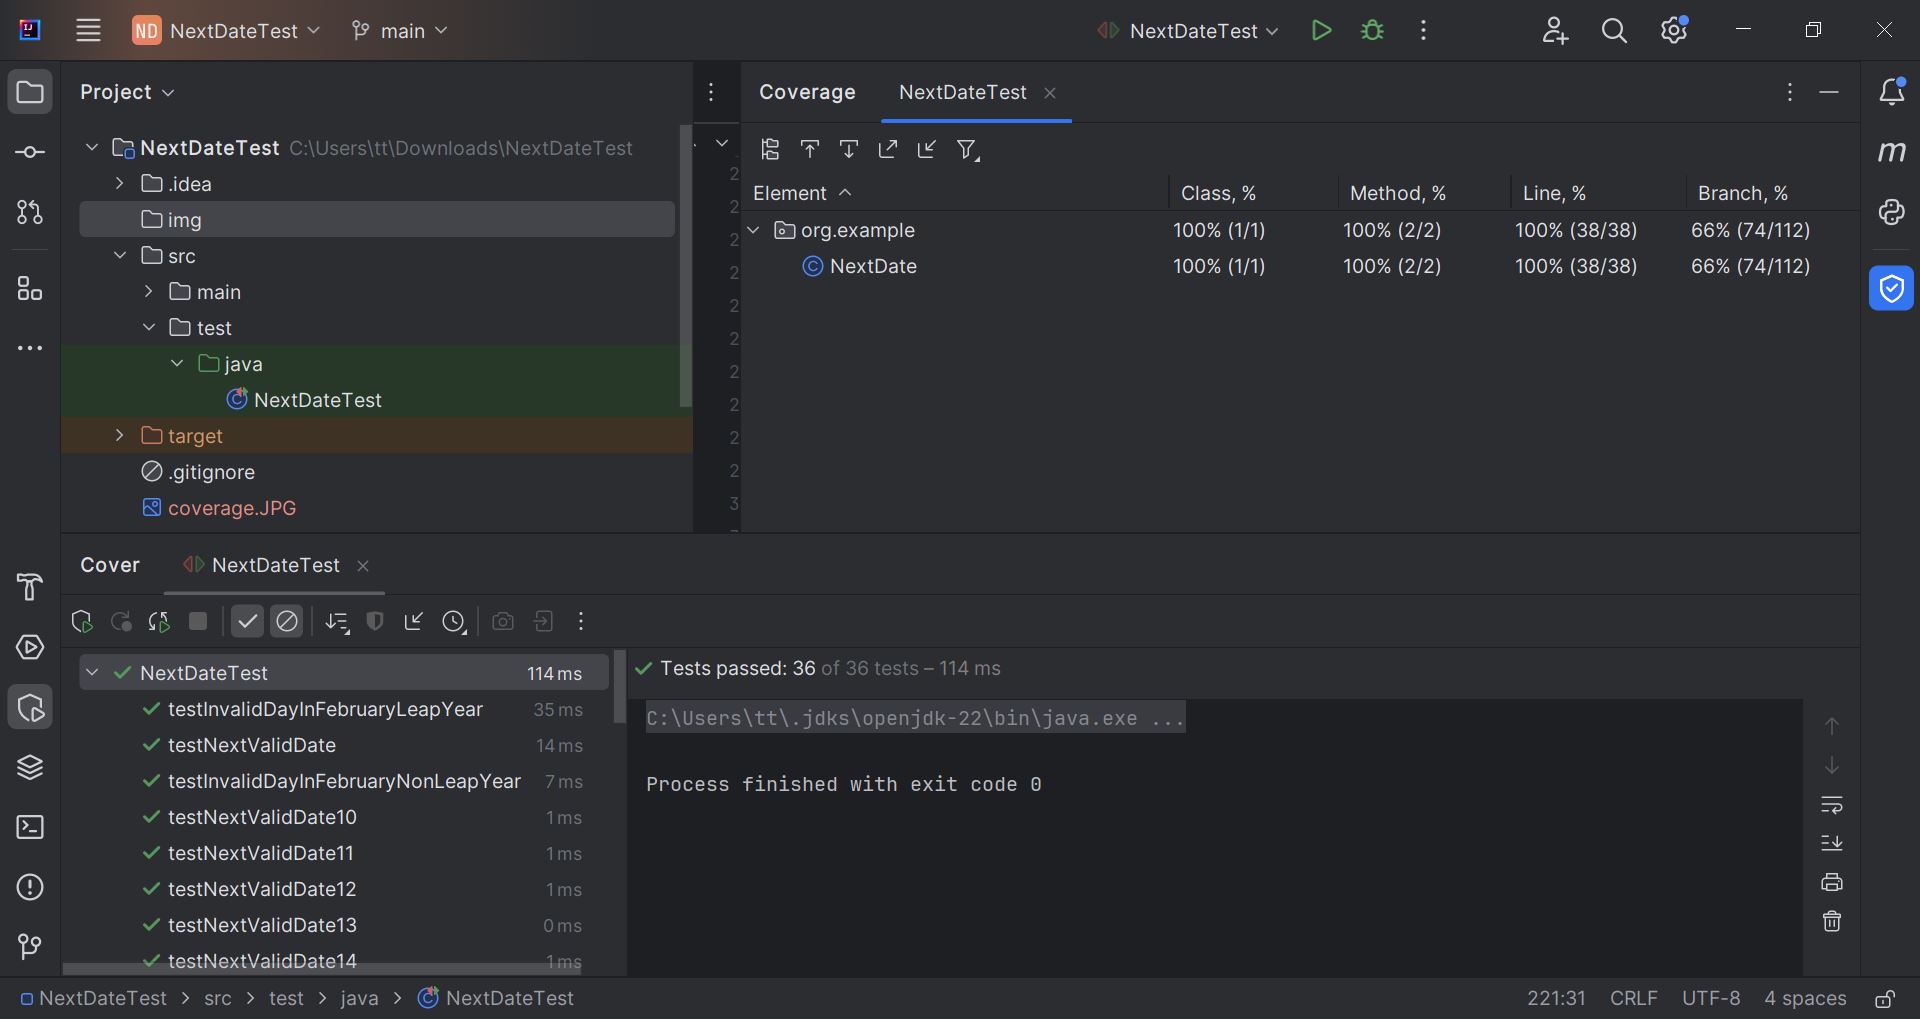 ND NextDateTest main NextDateTest
Project
Coverage NextDateTest
NextDateTest C:\Users\tt\Downloads\NextDateTest
.idea
img
src
main
test
java
NextDateTest
target
.gitignore
coverage.JPG
2
2
2
2
2
2
2
2
2
2
3
Element Class, % Method, % Line, % Branch, %
org.example 100% (1/1) 100% (2/2) 100% (38/38) 66% (74/112)
NextDate 100% (1/1) 100% (2/2) 100% (38/38) 66% (74/112)
Cover NextDateTest
NextDateTest 114 ms
testInvalidDayInFebruaryLeapYear 35 ms
testNextValidDate 14 ms
testInvalidDayInFebruaryNonLeapYear 7 ms
testNextValidDate10 1 ms
testNextValidDate11 1 ms
testNextValidDate12 1 ms
testNextValidDate13 0 ms
testNextValidDate14 1 ms
Tests passed: 36 of 36 tests – 114 ms
C:\Users\tt\.jdks\openjdk-22\bin\java.exe ...
Process finished with exit code 0
NextDateTest > src > test > java > NextDateTest
221:31 CRLF UTF-8 4 spaces